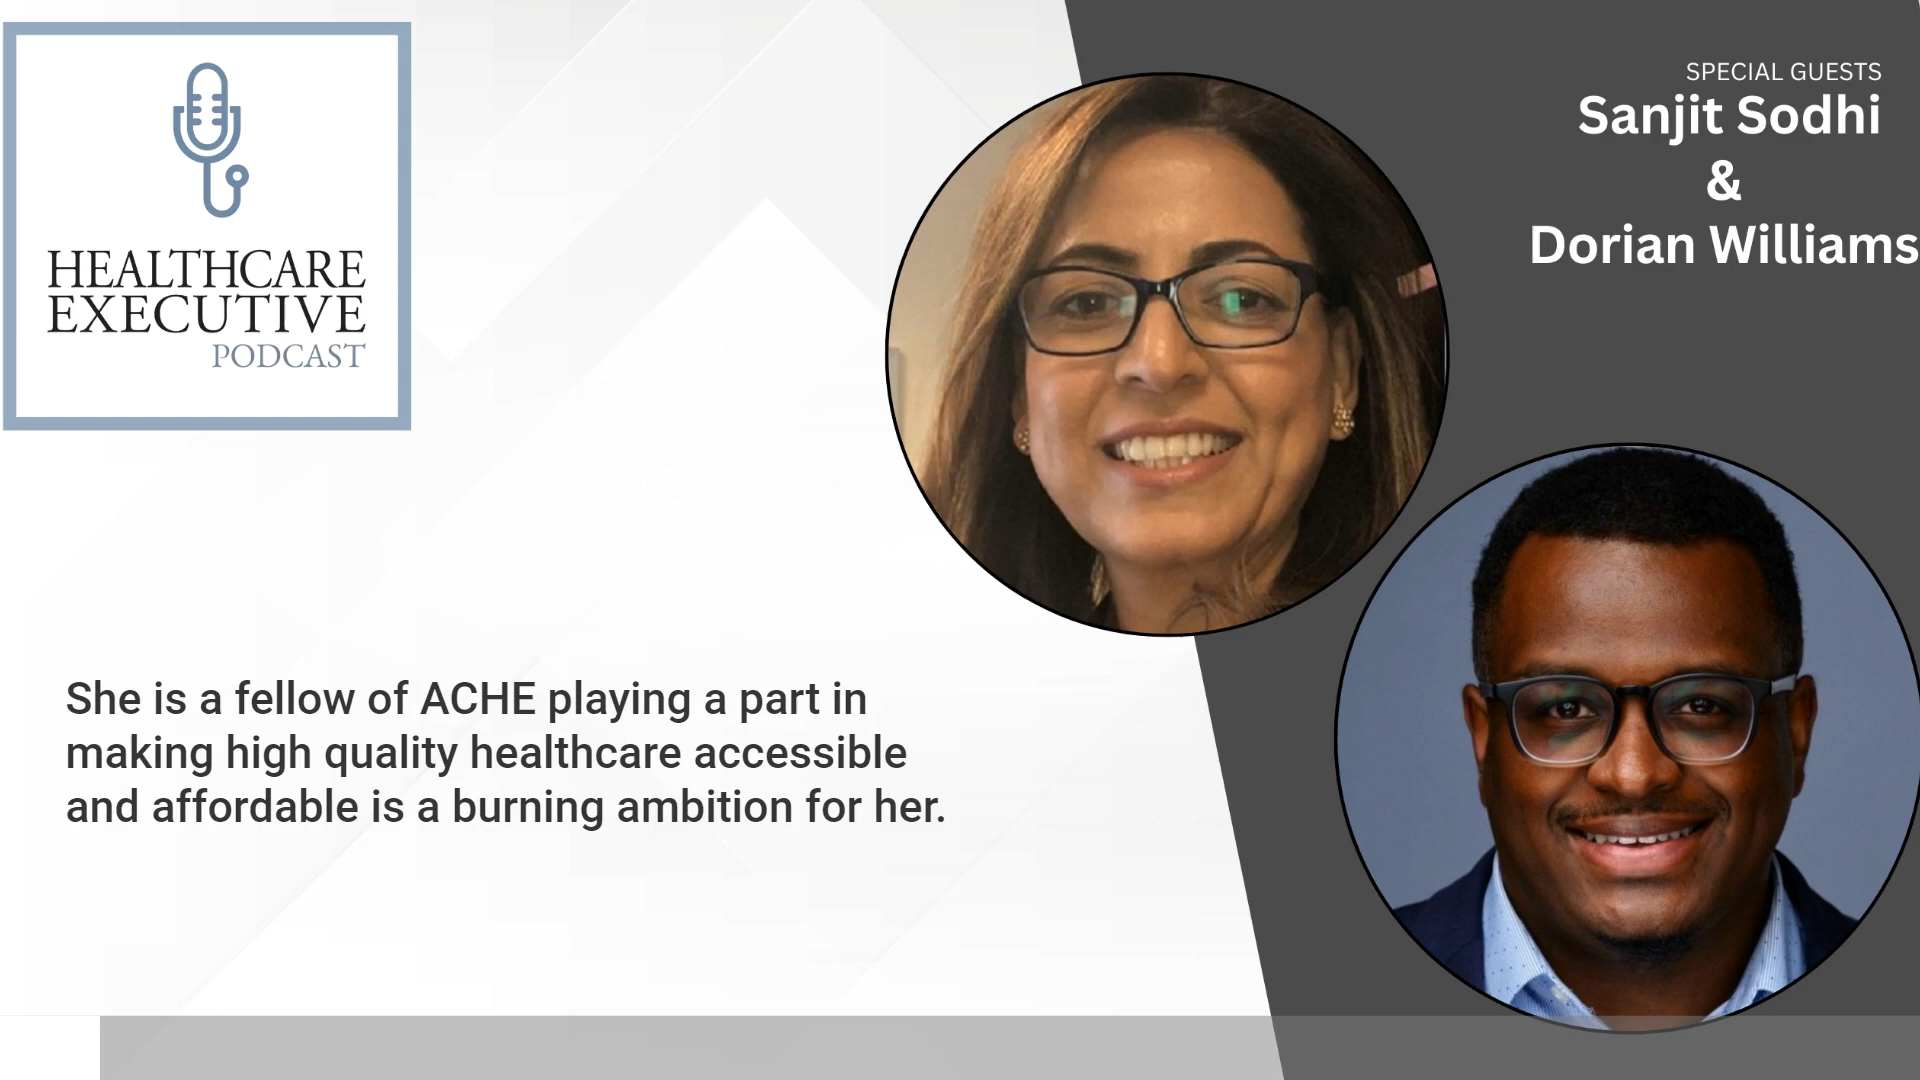 HEALTHCARE
EXECUTIVE
PODCAST
SPECIAL GUESTS
Sanjit Sodhi
&
Dorian Williams
She is a fellow of ACHE playing a part in
making high quality healthcare accessible
and affordable is a burning ambition for her.